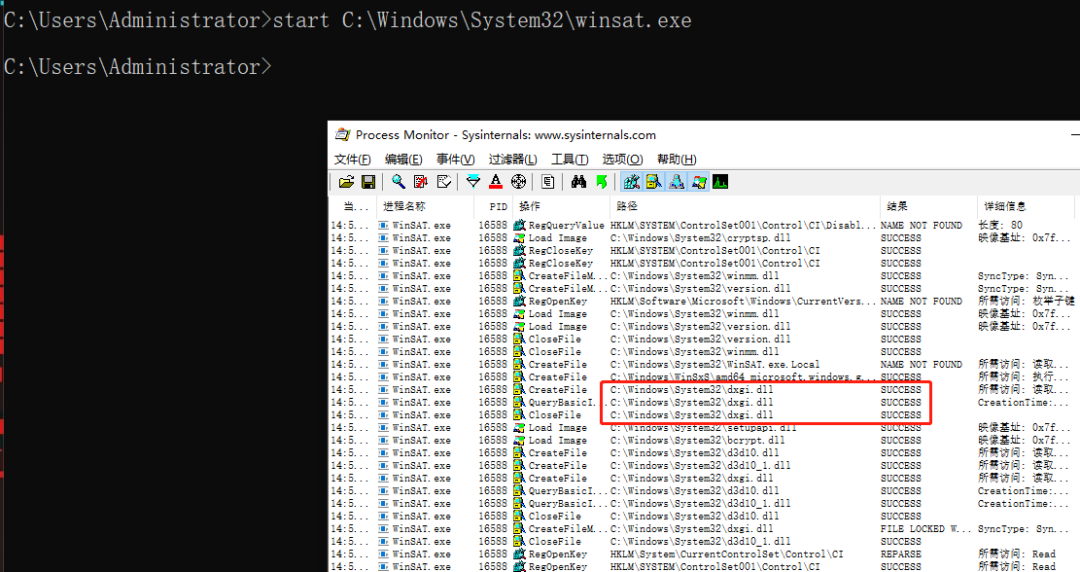 C:\Users\Administrator>start C:\Windows\System32\winsat.exe
C:\Users\Administrator>
Process Monitor - Sysinternals: www.sysinternals.com
文件(F) 编辑(E) 事件(V) 过滤器(L) 工具(T) 选项(O) 帮助(H)
当... 进程名称 PID 操作 路径 结果 详细信息
14:5... WinSAT.exe 16588 RegQueryValue HKLM\SYSTEM\ControlSet001\Control\CI\Disabl... NAME NOT FOUND 长度: 80
14:5... WinSAT.exe 16588 Load Image C:\Windows\System32\cryptsp.dll SUCCESS 映像基址: 0x7f...
14:5... WinSAT.exe 16588 RegCloseKey HKLM\SYSTEM\ControlSet001\Control\CI SUCCESS
14:5... WinSAT.exe 16588 RegCloseKey HKLM\SYSTEM\ControlSet001\Control\CI SUCCESS
14:5... WinSAT.exe 16588 CreateFileM... C:\Windows\System32\winmm.dll SUCCESS SyncType: Syn...
14:5... WinSAT.exe 16588 CreateFileM... C:\Windows\System32\version.dll SUCCESS SyncType: Syn...
14:5... WinSAT.exe 16588 RegOpenKey HKLM\Software\Microsoft\Windows\CurrentVers... NAME NOT FOUND 所需访问: 枚举子键
14:5... WinSAT.exe 16588 Load Image C:\Windows\System32\winmm.dll SUCCESS 映像基址: 0x7f...
14:5... WinSAT.exe 16588 Load Image C:\Windows\System32\version.dll SUCCESS 映像基址: 0x7f...
14:5... WinSAT.exe 16588 CloseFile C:\Windows\System32\version.dll SUCCESS
14:5... WinSAT.exe 16588 CloseFile C:\Windows\System32\winmm.dll SUCCESS
14:5... WinSAT.exe 16588 CreateFile C:\Windows\System32\WinSAT.exe.Local NAME NOT FOUND 所需访问: 读取...
14:5... WinSAT.exe 16588 CreateFile C:\Windows\WinSxS\amd64_microsoft.windows.g... SUCCESS 所需访问: 执行...
14:5... WinSAT.exe 16588 CreateFile C:\Windows\System32\dxgi.dll SUCCESS 所需访问: 读取...
14:5... WinSAT.exe 16588 QueryBasicI... C:\Windows\System32\dxgi.dll SUCCESS CreationTime:...
14:5... WinSAT.exe 16588 CloseFile C:\Windows\System32\dxgi.dll SUCCESS
14:5... WinSAT.exe 16588 Load Image C:\Windows\System32\setupapi.dll SUCCESS 映像基址: 0x7f...
14:5... WinSAT.exe 16588 Load Image C:\Windows\System32\bcrypt.dll SUCCESS 映像基址: 0x7f...
14:5... WinSAT.exe 16588 CreateFile C:\Windows\System32\d3d10.dll SUCCESS 所需访问: 读取...
14:5... WinSAT.exe 16588 CreateFile C:\Windows\System32\d3d10_1.dll SUCCESS 所需访问: 读取...
14:5... WinSAT.exe 16588 CreateFile C:\Windows\System32\dxgi.dll SUCCESS 所需访问: 读取...
14:5... WinSAT.exe 16588 QueryBasicI... C:\Windows\System32\d3d10.dll SUCCESS CreationTime:...
14:5... WinSAT.exe 16588 QueryBasicI... C:\Windows\System32\d3d10_1.dll SUCCESS CreationTime:...
14:5... WinSAT.exe 16588 CloseFile C:\Windows\System32\d3d10.dll SUCCESS
14:5... WinSAT.exe 16588 CreateFileM... C:\Windows\System32\dxgi.dll FILE LOCKED W... SyncType: Syn...
14:5... WinSAT.exe 16588 CloseFile C:\Windows\System32\d3d10_1.dll SUCCESS
14:5... WinSAT.exe 16588 RegOpenKey HKLM\System\CurrentControlSet\Control\CI REPARSE 所需访问: Read
14:5... WinSAT.exe 16588 RegOpenKey HKLM\System\CurrentControlSet\Control\CI SUCCESS 所需访问: Read